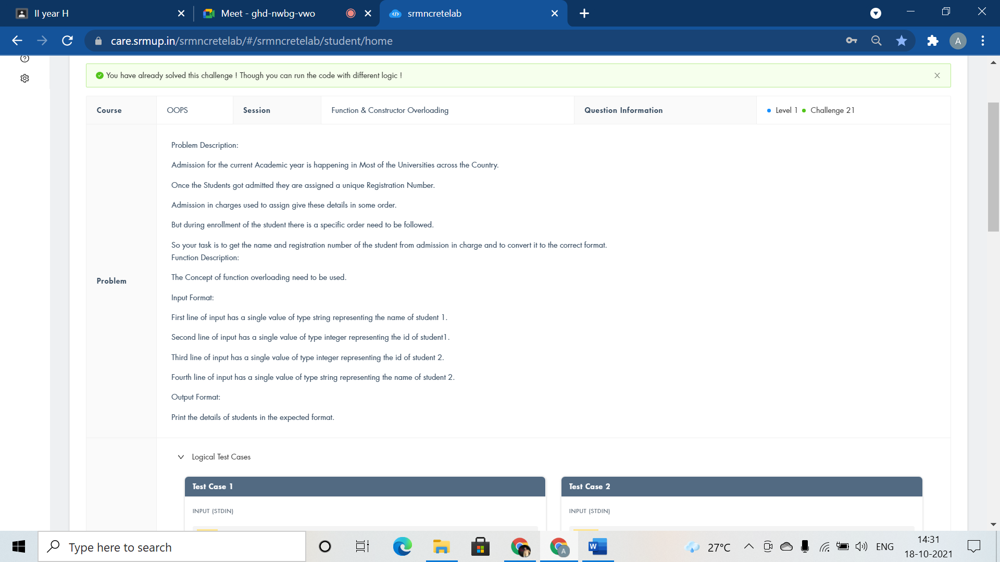 II year H
Meet - ghd-nwbg-vwo
srmncretelab
care.srmup.in/srmncretelab/#/srmncretelab/student/home
A
You have already solved this challenge ! Though you can run the code with different logic !
Course
OOPS
Session
Function & Constructor Overloading
Question Information
Level 1
Challenge 21
Problem
Problem Description:
Admission for the current Academic year is happening in Most of the Universities across the Country.
Once the Students got admitted they are assigned a unique Registration Number.
Admission in charges used to assign give these details in some order.
But during enrollment of the student there is a specific order need to be followed.
So your task is to get the name and registration number of the student from admission in charge and to convert it to the correct format.
Function Description:
The Concept of function overloading need to be used.
Input Format:
First line of input has a single value of type string representing the name of student 1.
Second line of input has a single value of type integer representing the id of student1.
Third line of input has a single value of type integer representing the id of student 2.
Fourth line of input has a single value of type string representing the name of student 2.
Output Format:
Print the details of students in the expected format.
Logical Test Cases
Test Case 1
INPUT (STDIN)
Test Case 2
INPUT (STDIN)
Type here to search
A
W
27°C
ENG
14:31
18-10-2021